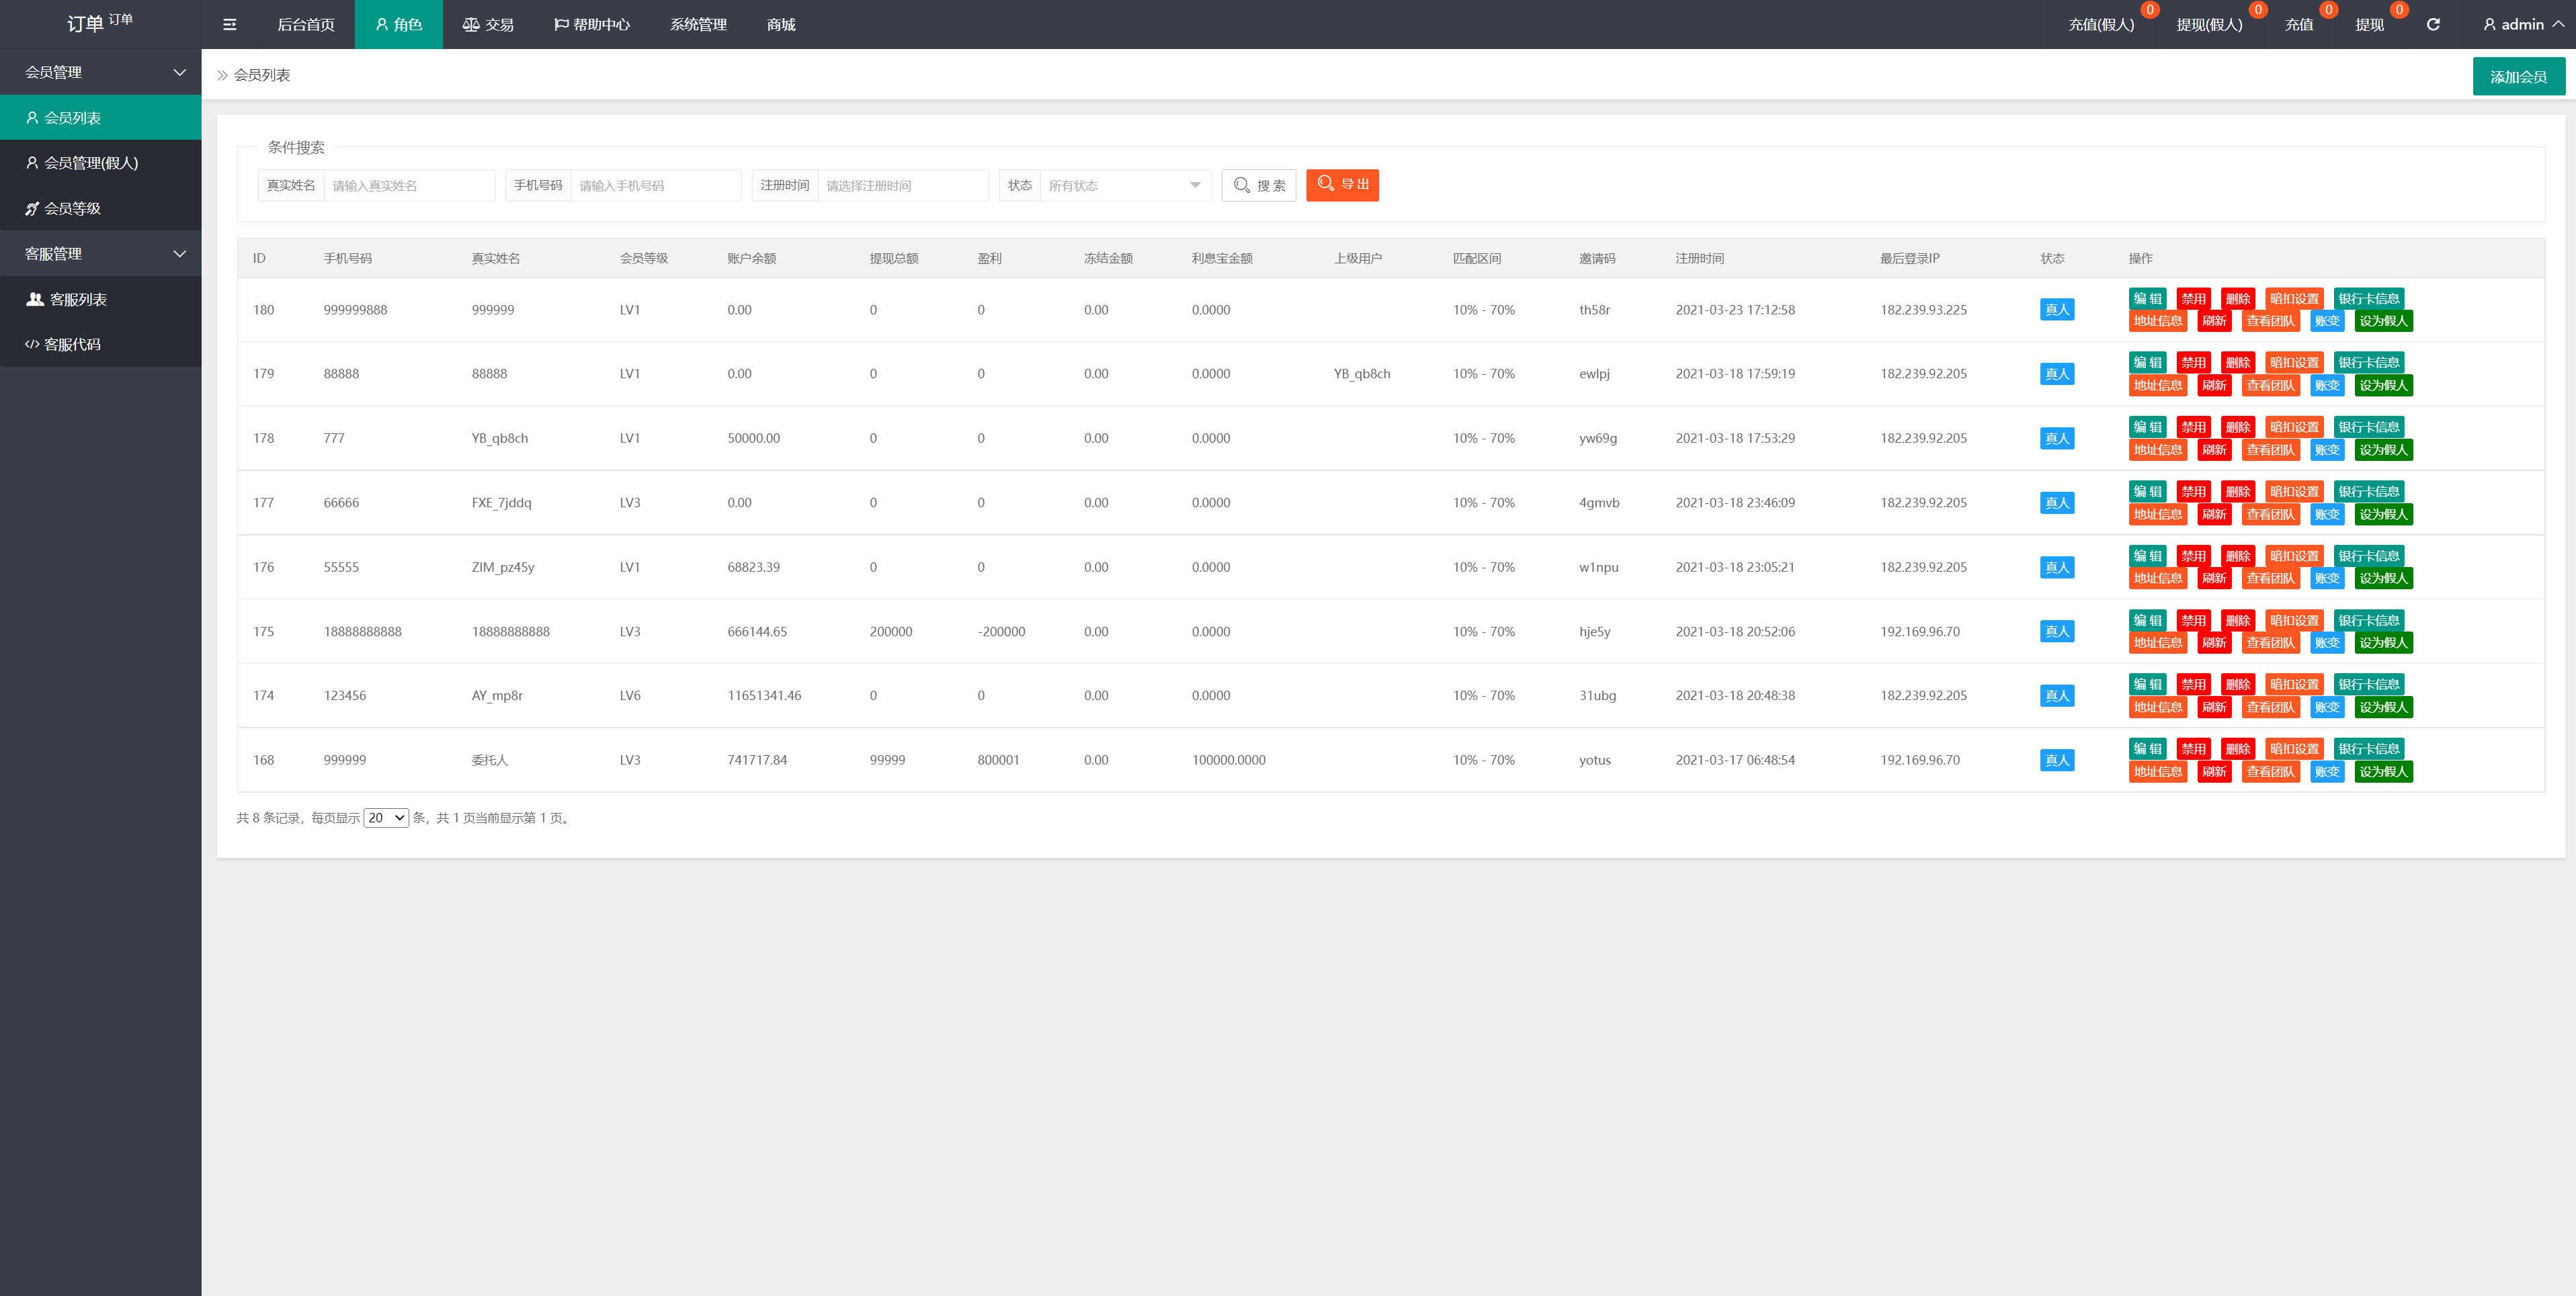 订单 订单
后台首页 角色 交易 帮助中心 系统管理 商城 充值(假人) 0 提现(假人) 0 充值 0 提现 0 admin
会员管理
会员列表
会员管理(假人)
会员等级
客服管理
客服列表
客服代码
会员列表 添加会员
条件搜索
真实姓名 请输入真实姓名 手机号码 请输入手机号码 注册时间 请选择注册时间 状态 所有状态 搜 索 导 出
ID 手机号码 真实姓名 会员等级 账户余额 提现总额 盈利 冻结金额 利息宝金额 上级用户 匹配区间 邀请码 注册时间 最后登录IP 状态 操作
180 999999888 999999 LV1 0.00 0 0 0.00 0.0000 10% - 70% th58r 2021-03-23 17:12:58 182.239.93.225 真人 编 辑 禁用 删除 暗扣设置 银行卡信息
地址信息 刷新 查看团队 账变 设为假人
179 88888 88888 LV1 0.00 0 0 0.00 0.0000 YB_qb8ch 10% - 70% ewlpj 2021-03-18 17:59:19 182.239.92.205 真人 编 辑 禁用 删除 暗扣设置 银行卡信息
地址信息 刷新 查看团队 账变 设为假人
178 777 YB_qb8ch LV1 50000.00 0 0 0.00 0.0000 10% - 70% yw69g 2021-03-18 17:53:29 182.239.92.205 真人 编 辑 禁用 删除 暗扣设置 银行卡信息
地址信息 刷新 查看团队 账变 设为假人
177 66666 FXE_7jddq LV3 0.00 0 0 0.00 0.0000 10% - 70% 4gmvb 2021-03-18 23:46:09 182.239.92.205 真人 编 辑 禁用 删除 暗扣设置 银行卡信息
地址信息 刷新 查看团队 账变 设为假人
176 55555 ZIM_pz45y LV1 68823.39 0 0 0.00 0.0000 10% - 70% w1npu 2021-03-18 23:05:21 182.239.92.205 真人 编 辑 禁用 删除 暗扣设置 银行卡信息
地址信息 刷新 查看团队 账变 设为假人
175 18888888888 18888888888 LV3 666144.65 200000 -200000 0.00 0.0000 10% - 70% hje5y 2021-03-18 20:52:06 192.169.96.70 真人 编 辑 禁用 删除 暗扣设置 银行卡信息
地址信息 刷新 查看团队 账变 设为假人
174 123456 AY_mp8r LV6 11651341.46 0 0 0.00 0.0000 10% - 70% 31ubg 2021-03-18 20:48:38 182.239.92.205 真人 编 辑 禁用 删除 暗扣设置 银行卡信息
地址信息 刷新 查看团队 账变 设为假人
168 999999 委托人 LV3 741717.84 99999 800001 0.00 100000.0000 10% - 70% yotus 2021-03-17 06:48:54 192.169.96.70 真人 编 辑 禁用 删除 暗扣设置 银行卡信息
地址信息 刷新 查看团队 账变 设为假人
共 8 条记录，每页显示 20 条，共 1 页当前显示第 1 页。